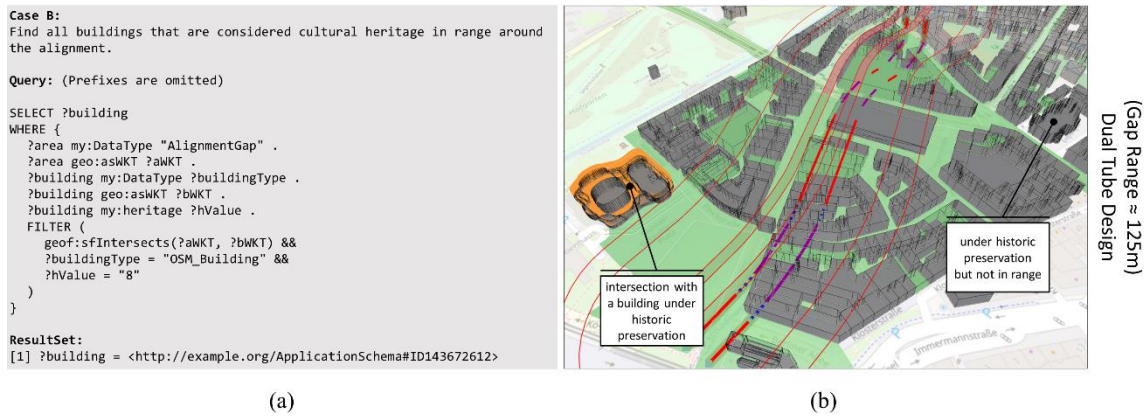 Case B:
Find all buildings that are considered cultural heritage in range around
the alignment.
Query: (Prefixes are omitted)
SELECT ?building
WHERE {
?area my:DataType "AlignmentGap" .
?area geo:asWKT ?aWKT .
?building my:DataType ?buildingType .
?building geo:asWKT ?bWKT .
?building my:heritage ?hValue .
FILTER (
geof:sfIntersects(?aWKT, ?bWKT) &&
?buildingType = "OSM_Building" &&
?hValue = "8"
)
}
ResultSet:
[1] ?building = <http://example.org/ApplicationSchema#ID143672612>
(a)
intersection with
a building under
historic
preservation
under historic
preservation
but not in range
Klosterstraße
Immermannstraße
P
(b)
(Gap Range ≈ 125m)
Dual Tube Design